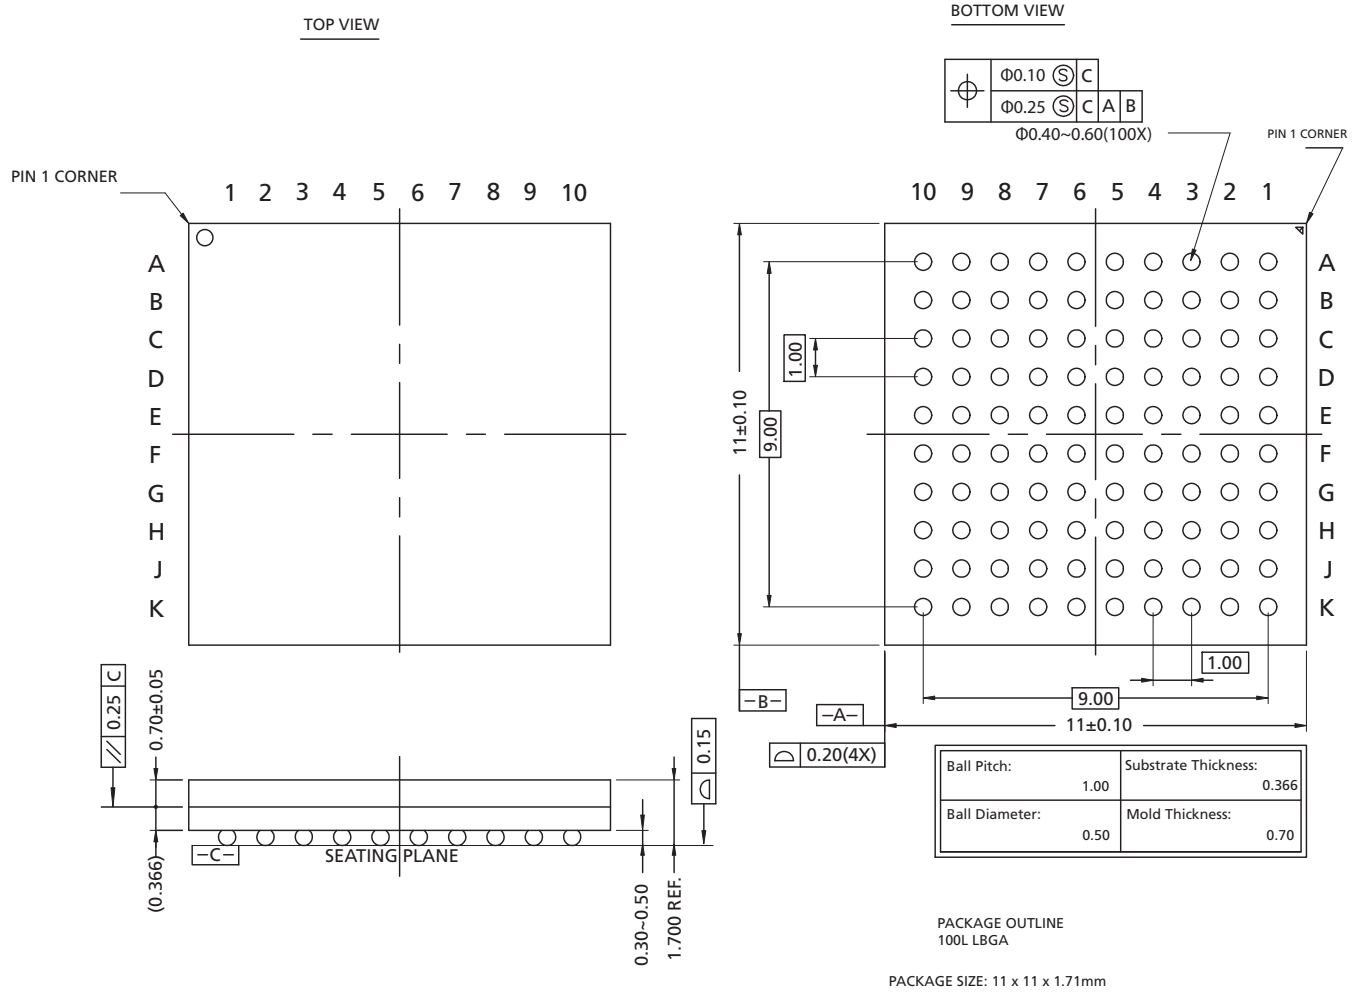 TOP VIEW
BOTTOM VIEW
Φ0.10 Ⓢ C
Φ0.25 Ⓢ C A B
Φ0.40~0.60(100X)
PIN 1 CORNER
PIN 1 CORNER
1 2 3 4 5 6 7 8 9 10
10 9 8 7 6 5 4 3 2 1
A
B
C
D
E
F
G
H
J
K
A
B
C
D
E
F
G
H
J
K
1.00
11±0.10
9.00
1.00
9.00
11±0.10
–B–
–A–
0.20(4X)
// 0.25 C
0.70±0.05
(0.366)
–C–
SEATING PLANE
0.30~0.50
1.700 REF.
0.15
Ball Pitch:
1.00
Substrate Thickness:
0.366
Ball Diameter:
0.50
Mold Thickness:
0.70
PACKAGE OUTLINE
100L LBGA
PACKAGE SIZE: 11 x 11 x 1.71mm